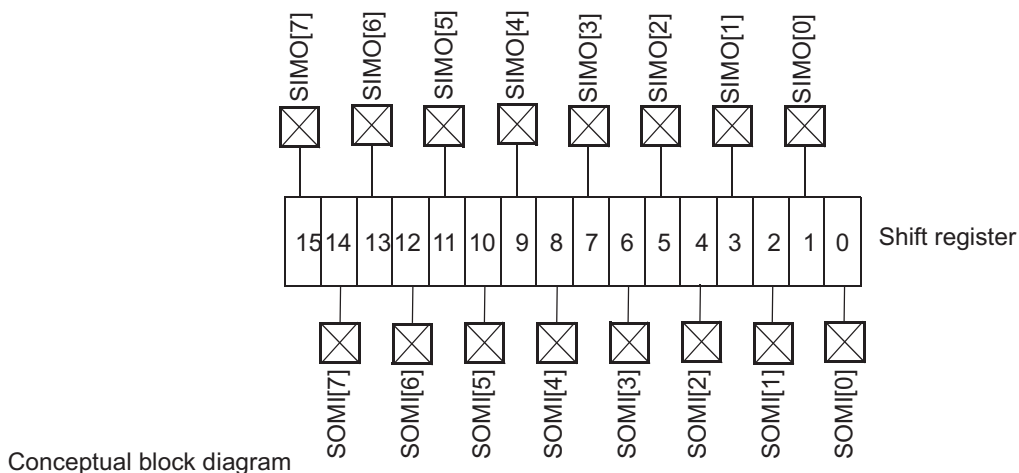 SIMO[7] SIMO[6] SIMO[5] SIMO[4] SIMO[3] SIMO[2] SIMO[1] SIMO[0]
15 14 13 12 11 10 9 8 7 6 5 4 3 2 1 0 Shift register
SOMI[7] SOMI[6] SOMI[5] SOMI[4] SOMI[3] SOMI[2] SOMI[1] SOMI[0]
Conceptual block diagram